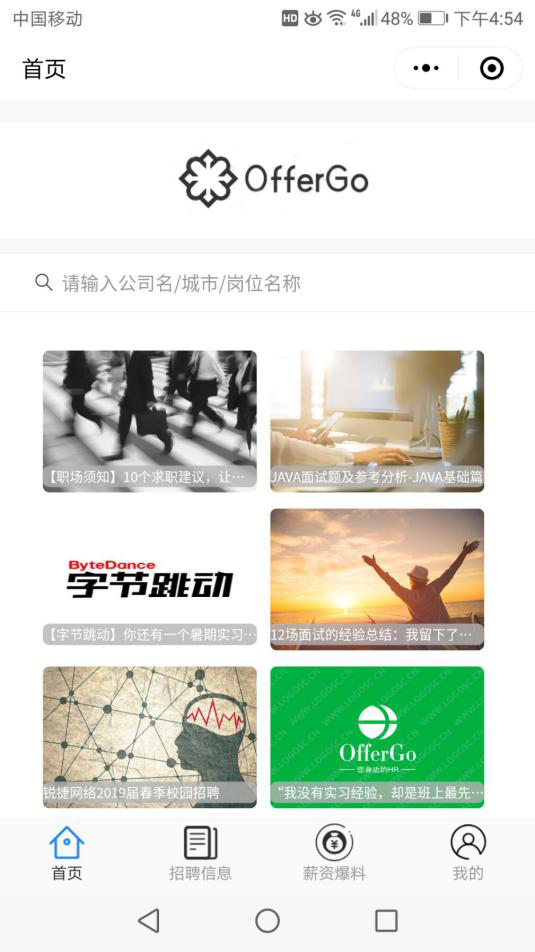 中国移动
HD 4G 48% 下午4:54
首页
OfferGo
请输入公司名/城市/岗位名称
【职场须知】10个求职建议，让…
JAVA面试题及参考分析-JAVA基础篇
ByteDance
字节跳动
【字节跳动】你还有一个暑期实习…
12场面试的经验总结：我留下了…
锐捷网络2019届春季校园招聘
WWW.LOGOSC.CN
OfferGo
您身边的HR
“我没有实习经验，却是班上最先…
首页
招聘信息
薪资爆料
我的